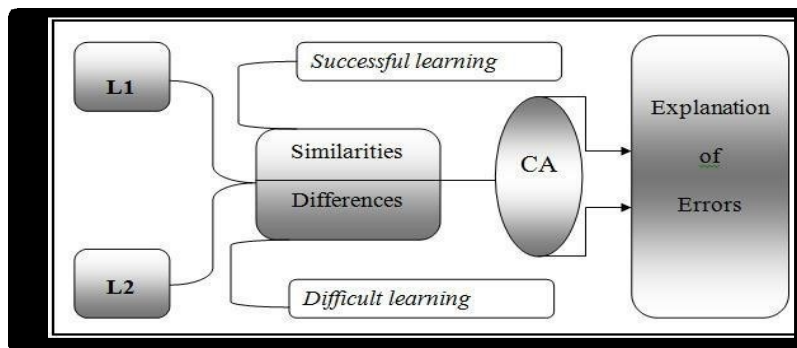 Successful learning
L1
Similarities
Differences
CA
Explanation
of
Errors
L2
Difficult learning